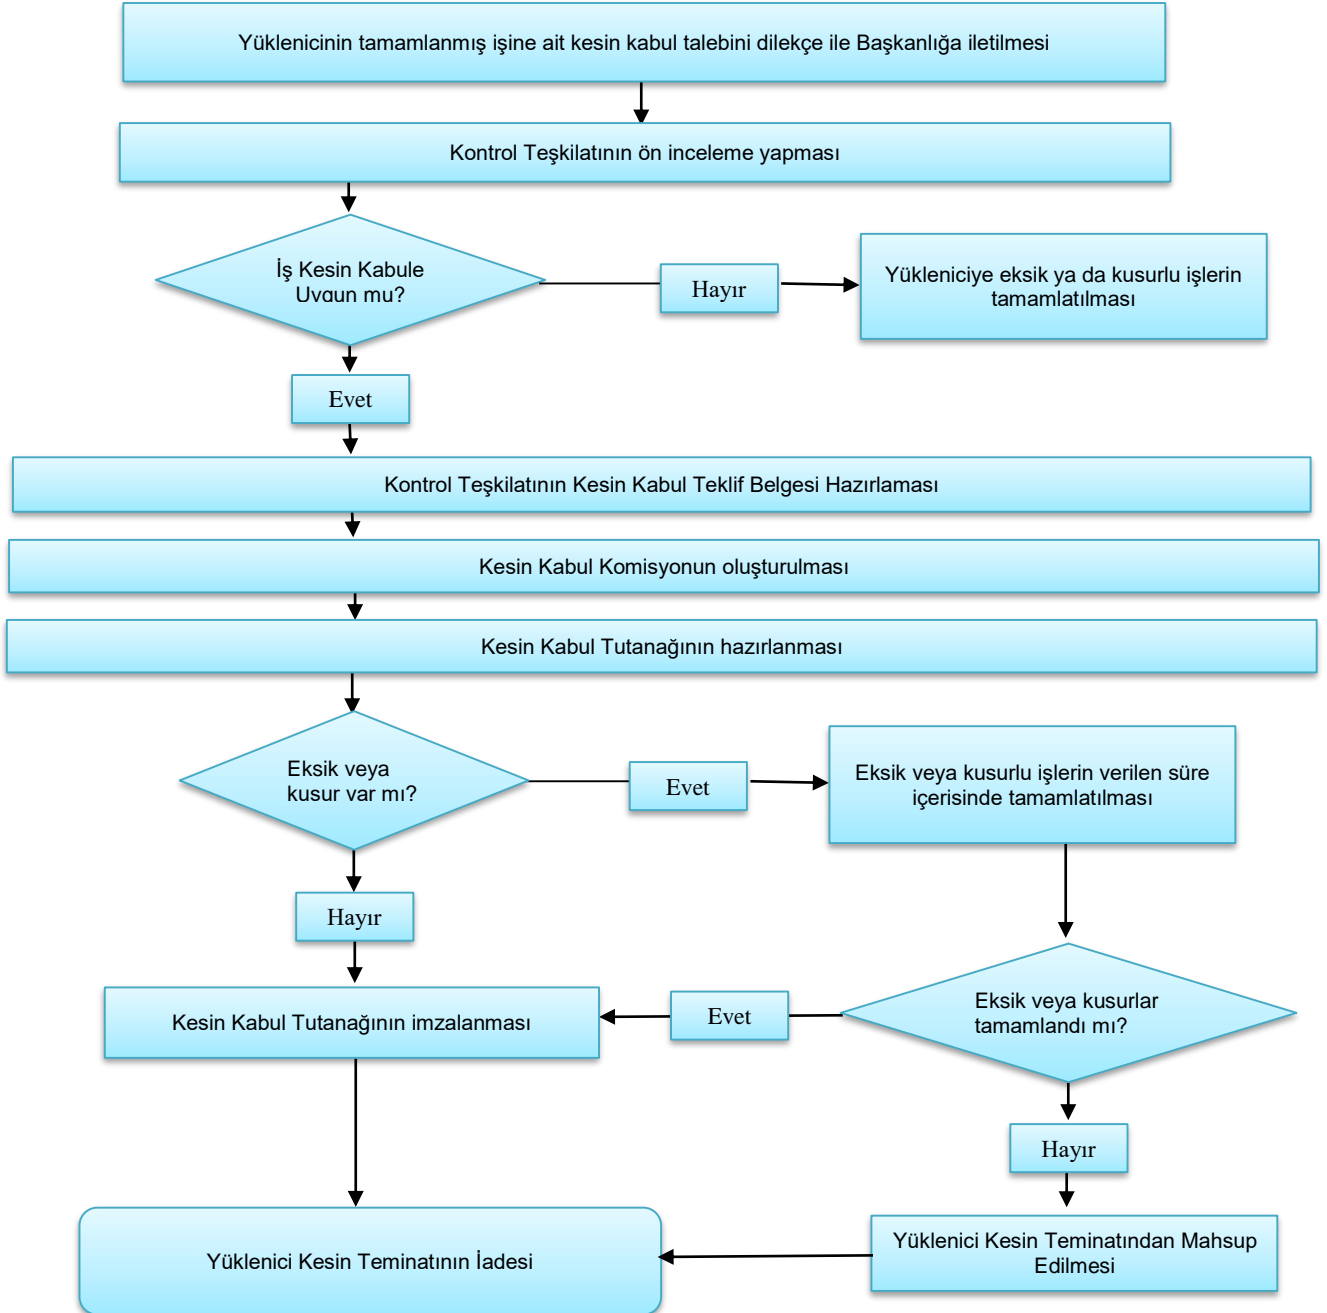 Yüklenicinin tamamlanmış işine ait kesin kabul talebini dilekçe ile Başkanlığa iletilmesi
Kontrol Teşkilatının ön inceleme yapması
İş Kesin Kabule
Uygun mu?
Hayır
Yükleniciye eksik ya da kusurlu işlerin
tamamlatılması
Evet
Kontrol Teşkilatının Kesin Kabul Teklif Belgesi Hazırlaması
Kesin Kabul Komisyonun oluşturulması
Kesin Kabul Tutanağının hazırlanması
Eksik veya
kusur var mı?
Evet
Eksik veya kusurlu işlerin verilen süre
içerisinde tamamlatılması
Hayır
Kesin Kabul Tutanağının imzalanması
Evet
Eksik veya kusurlar
tamamlandı mı?
Hayır
Yüklenici Kesin Teminatının İadesi
Yüklenici Kesin Teminatından Mahsup
Edilmesi